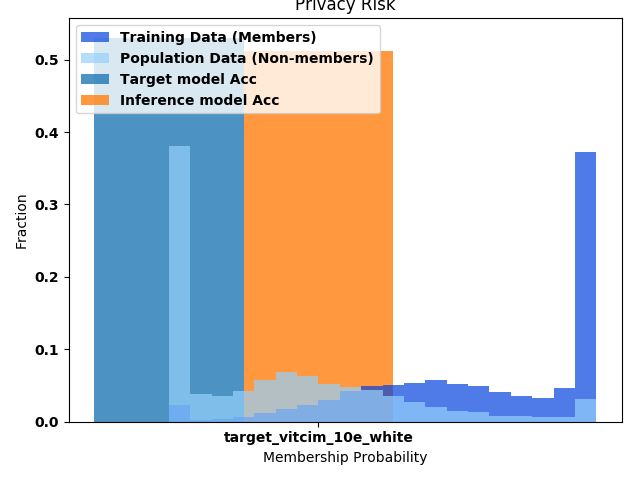 Privacy Risk
Training Data (Members)
Population Data (Non-members)
Target model Acc
Inference model Acc
0.5
0.4
0.3
0.2
0.1
0.0
Fraction
target_vitcim_10e_white
Membership Probability